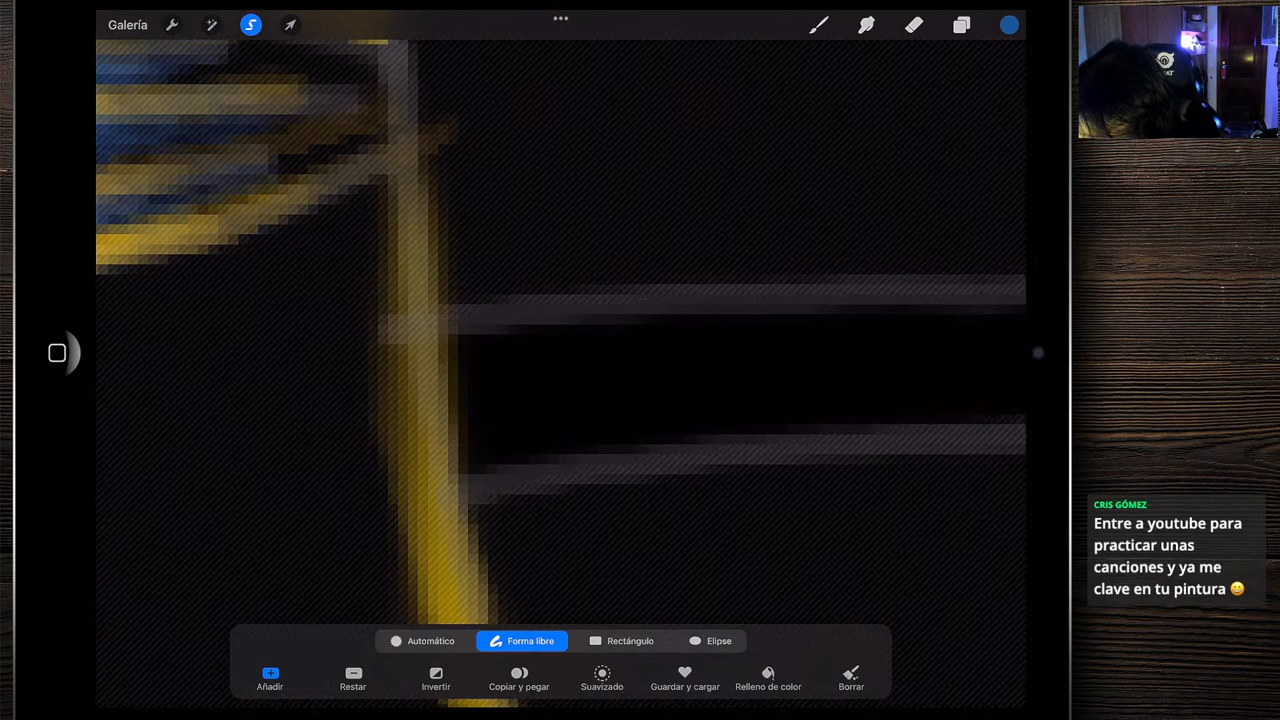 Galería
CRIS GÓMEZ
Entre a youtube para
practicar unas
canciones y ya me
clave en tu pintura 😄
Automático
Forma libre
Rectángulo
Elipse
Añadir
Restar
Invertir
Copiar y pegar
Suavizado
Guardar y cargar
Relleno de color
Borrar